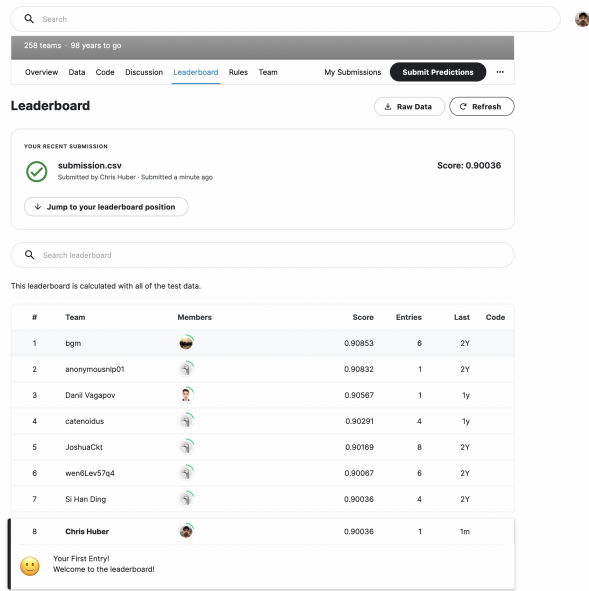 Search
258 teams · 98 years to go
Overview Data Code Discussion Leaderboard Rules Team My Submissions Submit Predictions ...
Leaderboard Raw Data Refresh
YOUR RECENT SUBMISSION
submission.csv Score: 0.90036
Submitted by Chris Huber · Submitted a minute ago
Jump to your leaderboard position
Search leaderboard
This leaderboard is calculated with all of the test data.
# Team Members Score Entries Last Code
1 bgm 0.90853 6 2Y
2 anonymousnlp01 0.90832 1 2Y
3 Danil Vagapov 0.90567 1 1y
4 catenoidus 0.90291 4 1y
5 JoshuaCkt 0.90169 8 2Y
6 wen6Lev57q4 0.90067 6 2Y
7 Si Han Ding 0.90036 4 2Y
8 Chris Huber 0.90036 1 1m
Your First Entry!
Welcome to the leaderboard!